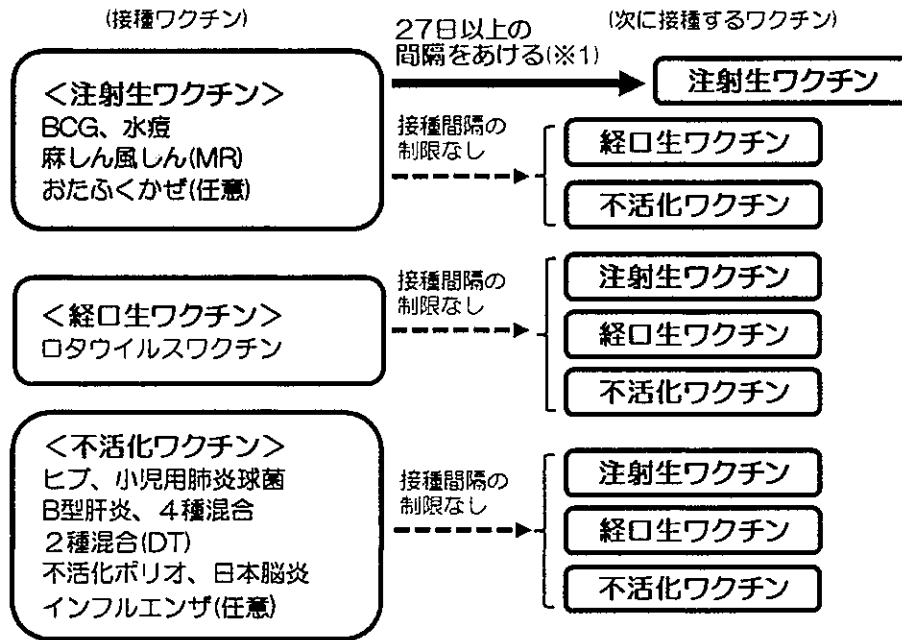 (接種ワクチン)
27日以上の
間隔をあける(※1)
(次に接種するワクチン)
＜注射生ワクチン＞
BCG、水痘
麻しん風しん(MR)
おたふくかぜ(任意)
注射生ワクチン
接種間隔の
制限なし
経口生ワクチン
不活化ワクチン
＜経口生ワクチン＞
ロタウイルスワクチン
接種間隔の
制限なし
注射生ワクチン
経口生ワクチン
不活化ワクチン
＜不活化ワクチン＞
ヒブ、小児用肺炎球菌
B型肝炎、４種混合
２種混合(DT)
不活化ポリオ、日本脳炎
インフルエンザ(任意)
接種間隔の
制限なし
注射生ワクチン
経口生ワクチン
不活化ワクチン